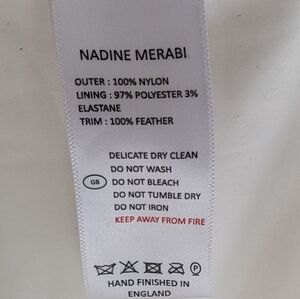 NADINE MERABI
OUTER : 100% NYLON
LINING : 97% POLYESTER 3%
ELASTANE
TRIM : 100% FEATHER
DELICATE DRY CLEAN
DO NOT WASH
GB DO NOT BLEACH
DO NOT TUMBLE DRY
DO NOT IRON
KEEP AWAY FROM FIRE
P
HAND FINISHED IN
ENGLAND